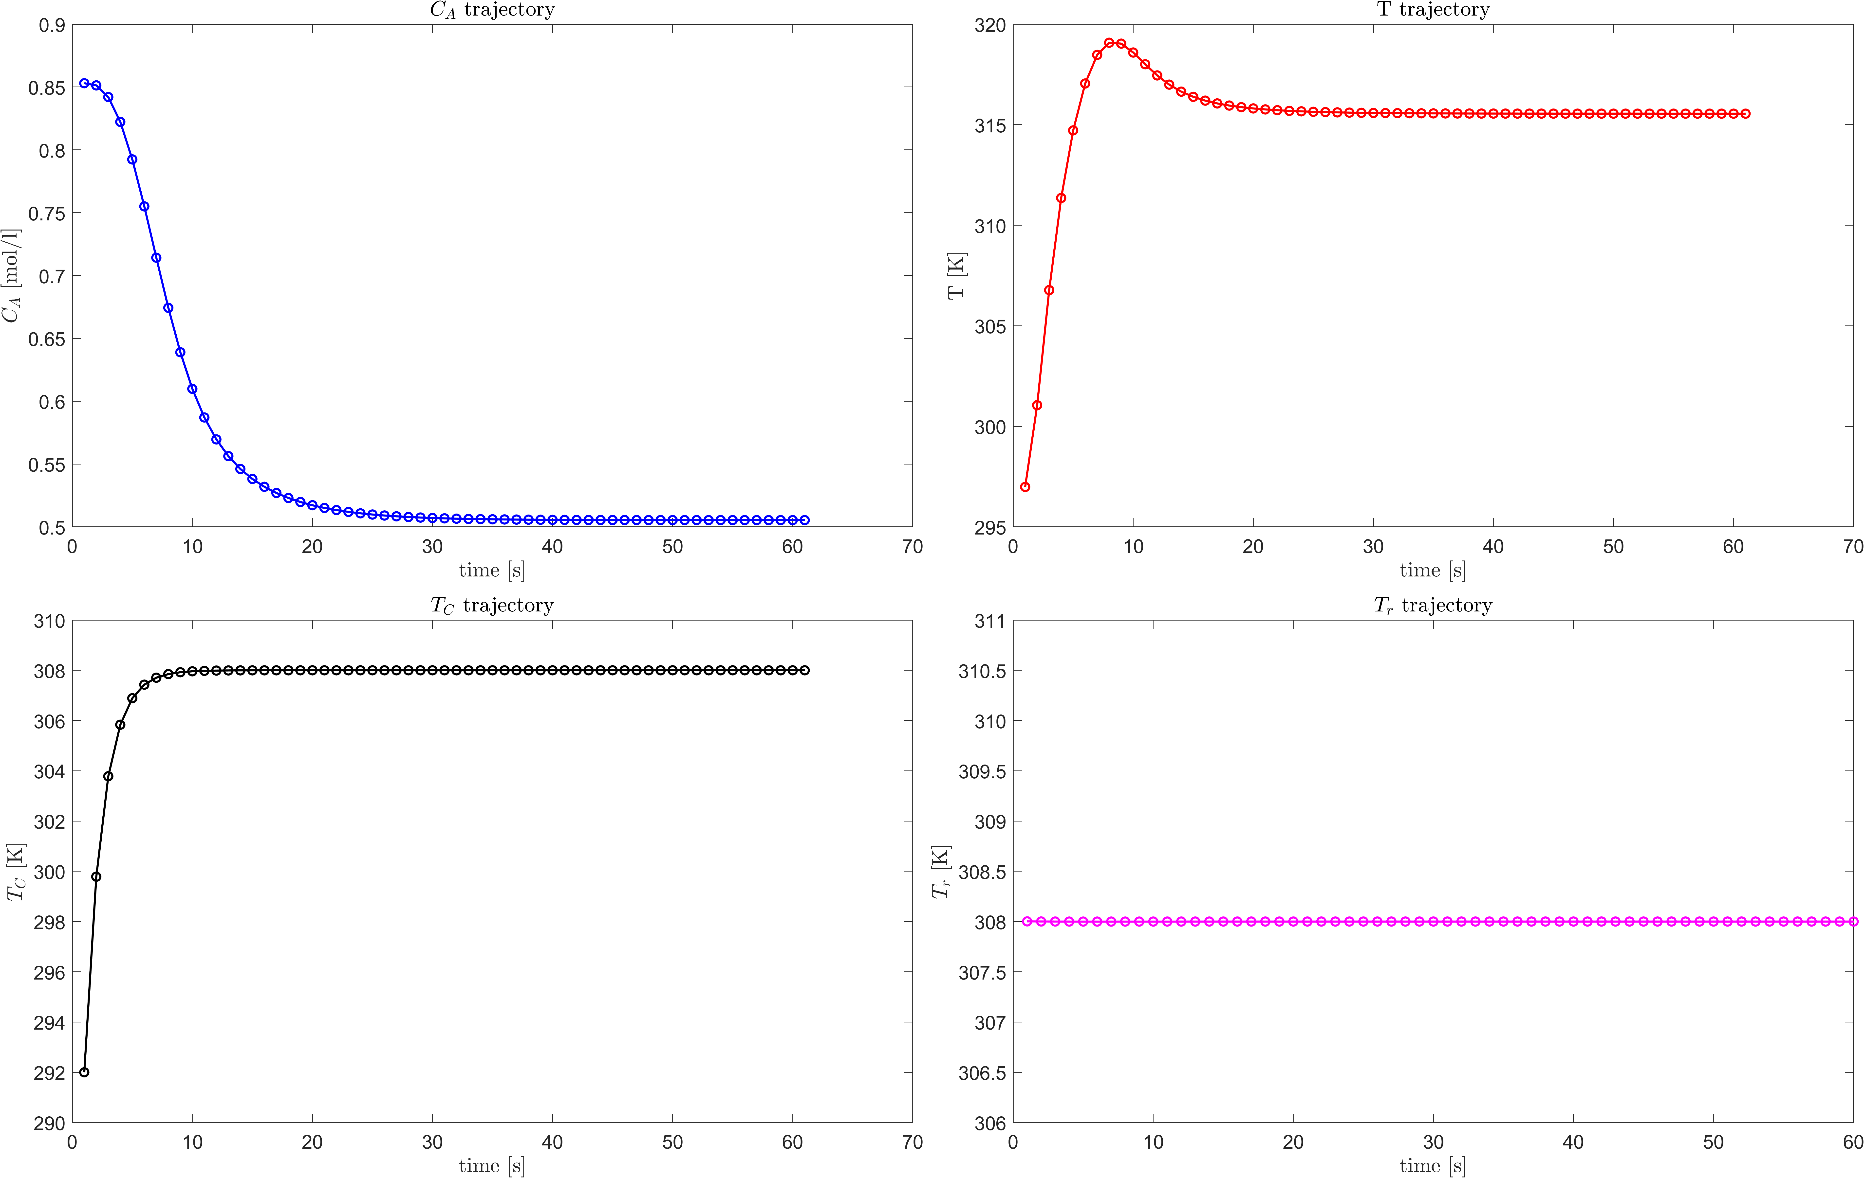 C_A trajectory
0.9
0.85
0.8
0.75
0.7
0.65
0.6
0.55
0.5
C_A [mol/l]
0 10 20 30 40 50 60 70
time [s]
T trajectory
320
315
310
305
300
295
T [K]
0 10 20 30 40 50 60 70
time [s]
T_C trajectory
310
308
306
304
302
300
298
296
294
292
290
T_C [K]
0 10 20 30 40 50 60 70
time [s]
T_r trajectory
311
310.5
310
309.5
309
308.5
308
307.5
307
306.5
306
T_r [K]
0 10 20 30 40 50 60
time [s]